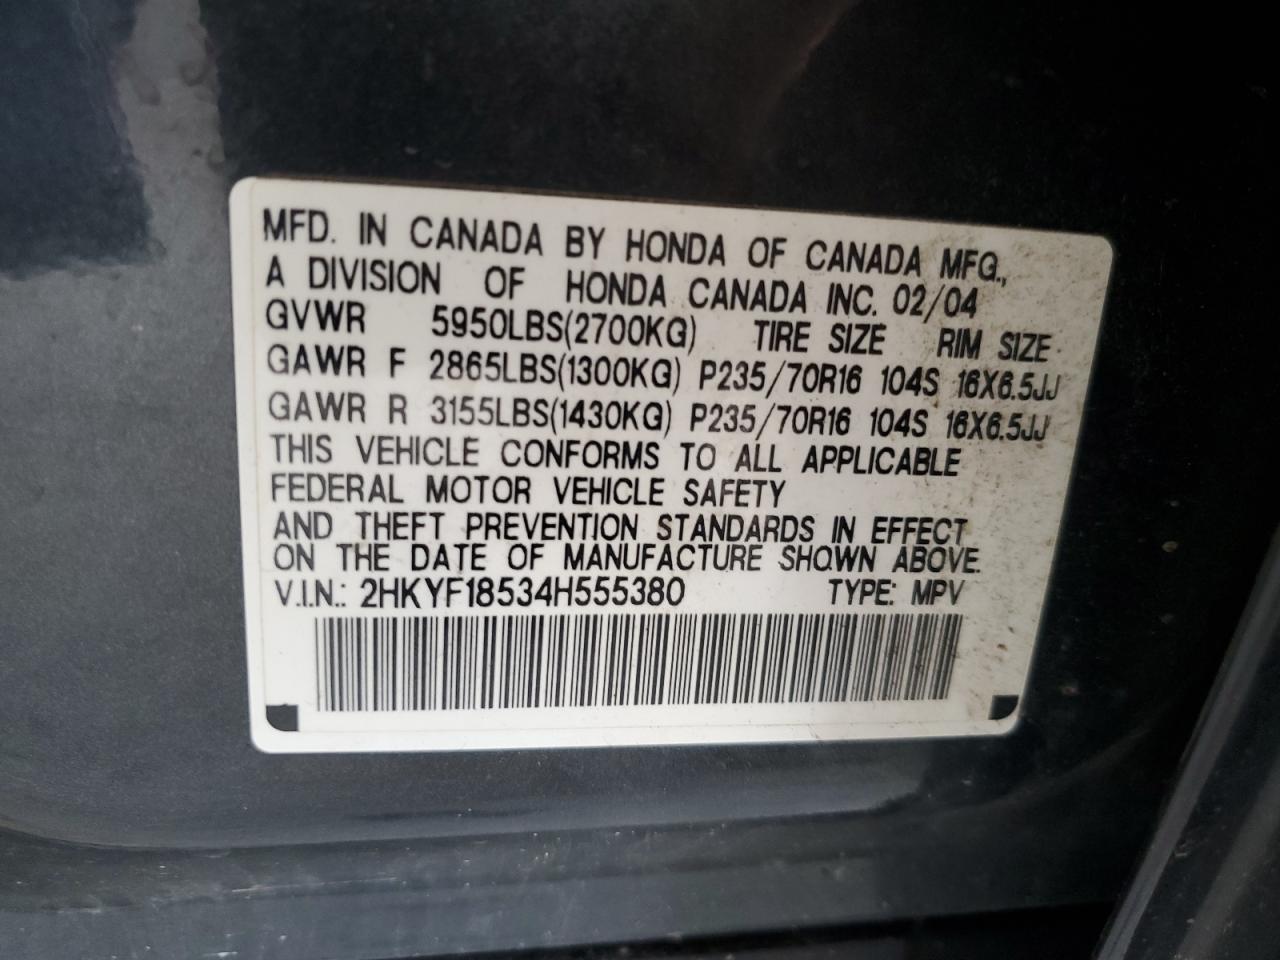 MFD. IN CANADA BY HONDA OF CANADA MFG.,
A DIVISION OF HONDA CANADA INC. 02/04
GVWR 5950LBS(2700KG) TIRE SIZE RIM SIZE
GAWR F 2865LBS(1300KG) P235/70R16 104S 16X6.5JJ
GAWR R 3155LBS(1430KG) P235/70R16 104S 16X6.5JJ
THIS VEHICLE CONFORMS TO ALL APPLICABLE
FEDERAL MOTOR VEHICLE SAFETY
AND THEFT PREVENTION STANDARDS IN EFFECT
ON THE DATE OF MANUFACTURE SHOWN ABOVE.
V.I.N.: 2HKYF18534H555380 TYPE: MPV